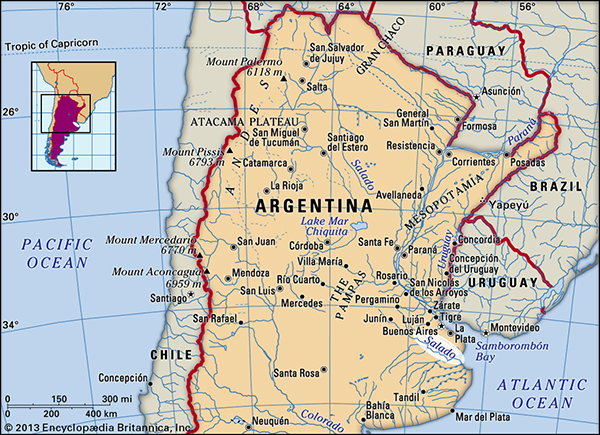 72
68
64
60
56
Tropic of Capricorn
Mount Palermo
6118 m
San Salvador
de Jujuy
GRAN CHACO
PARAGUAY
Salta
Asunción
26
ATACAMA PLATEAU
ANDES
General
San Martín
Formosa
Paraná
San Miguel
de Tucumán
Santiago
del Estero
Resistencia
Corrientes
Posadas
Mount Pissis
6793 m
Catamarca
Salado
La Rioja
Avellaneda
MESOPOTAMIA
BRAZIL
Yapeyú
ARGENTINA
30
Lake Mar
Chiquita
PACIFIC
OCEAN
Mount Mercedario
6770 m
San Juan
Córdoba
Santa Fe
Paraná
Uruguay
Concordia
Villa María
Concepción
del Uruguay
Mount Aconcagua
6959 m
Mendoza
Río Cuarto
THE PAMPAS
Rosario
San Nicolás
de los Arroyos
URUGUAY
Santiago
San Luis
Mercedes
Pergamino
Zárate
Tigre
34
San Rafael
Junín
Luján
Buenos Aires
La
Plata
Montevideo
Salado
Samborombón
Bay
CHILE
Concepción
Santa Rosa
ATLANTIC
OCEAN
Tandil
0 150 300 mi
0 200 400 km
Neuquén
Colorado
Bahía
Blanca
Mar del Plata
© 2013 Encyclopædia Britannica, Inc.
64
60